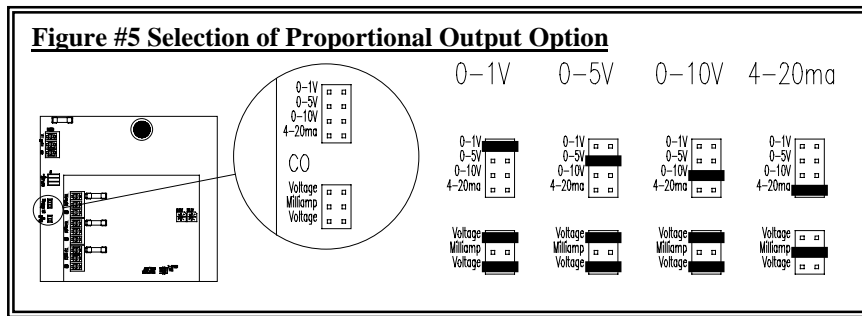 Figure #5 Selection of Proportional Output Option
0-1V
0-5V
0-10V
4-20ma
CO
Voltage
Milliamp
Voltage
0-1V 0-5V 0-10V 4-20ma
0-1V
0-5V
0-10V
4-20ma
0-1V
0-5V
0-10V
4-20ma
0-1V
0-5V
0-10V
4-20ma
0-1V
0-5V
0-10V
4-20ma
Voltage
Milliamp
Voltage
Voltage
Milliamp
Voltage
Voltage
Milliamp
Voltage
Voltage
Milliamp
Voltage